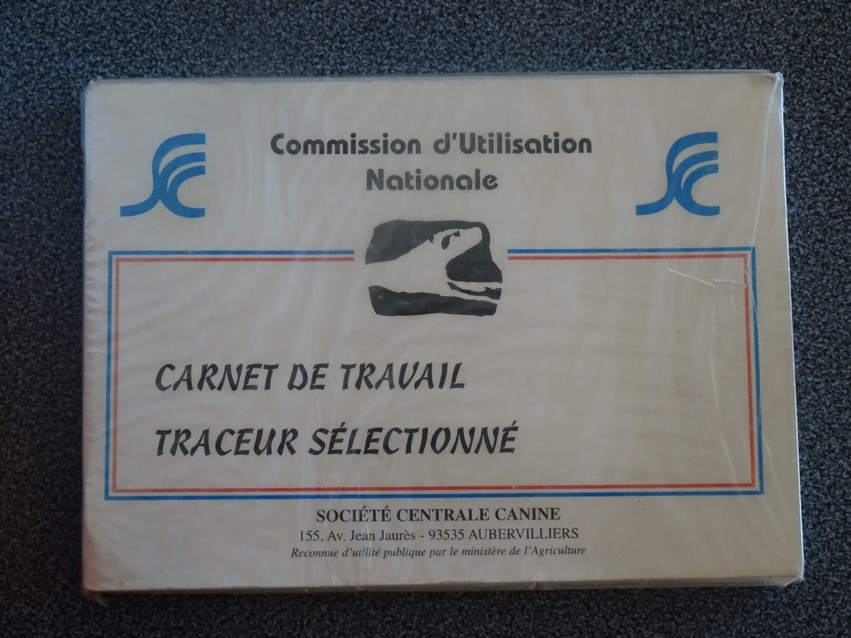 Commission d'Utilisation
Nationale
CARNET DE TRAVAIL
TRACEUR SÉLECTIONNÉ
SOCIÉTÉ CENTRALE CANINE
155, Av. Jean Jaurès - 93535 AUBERVILLIERS
Reconnue d'utilité publique par le ministère de l'Agriculture